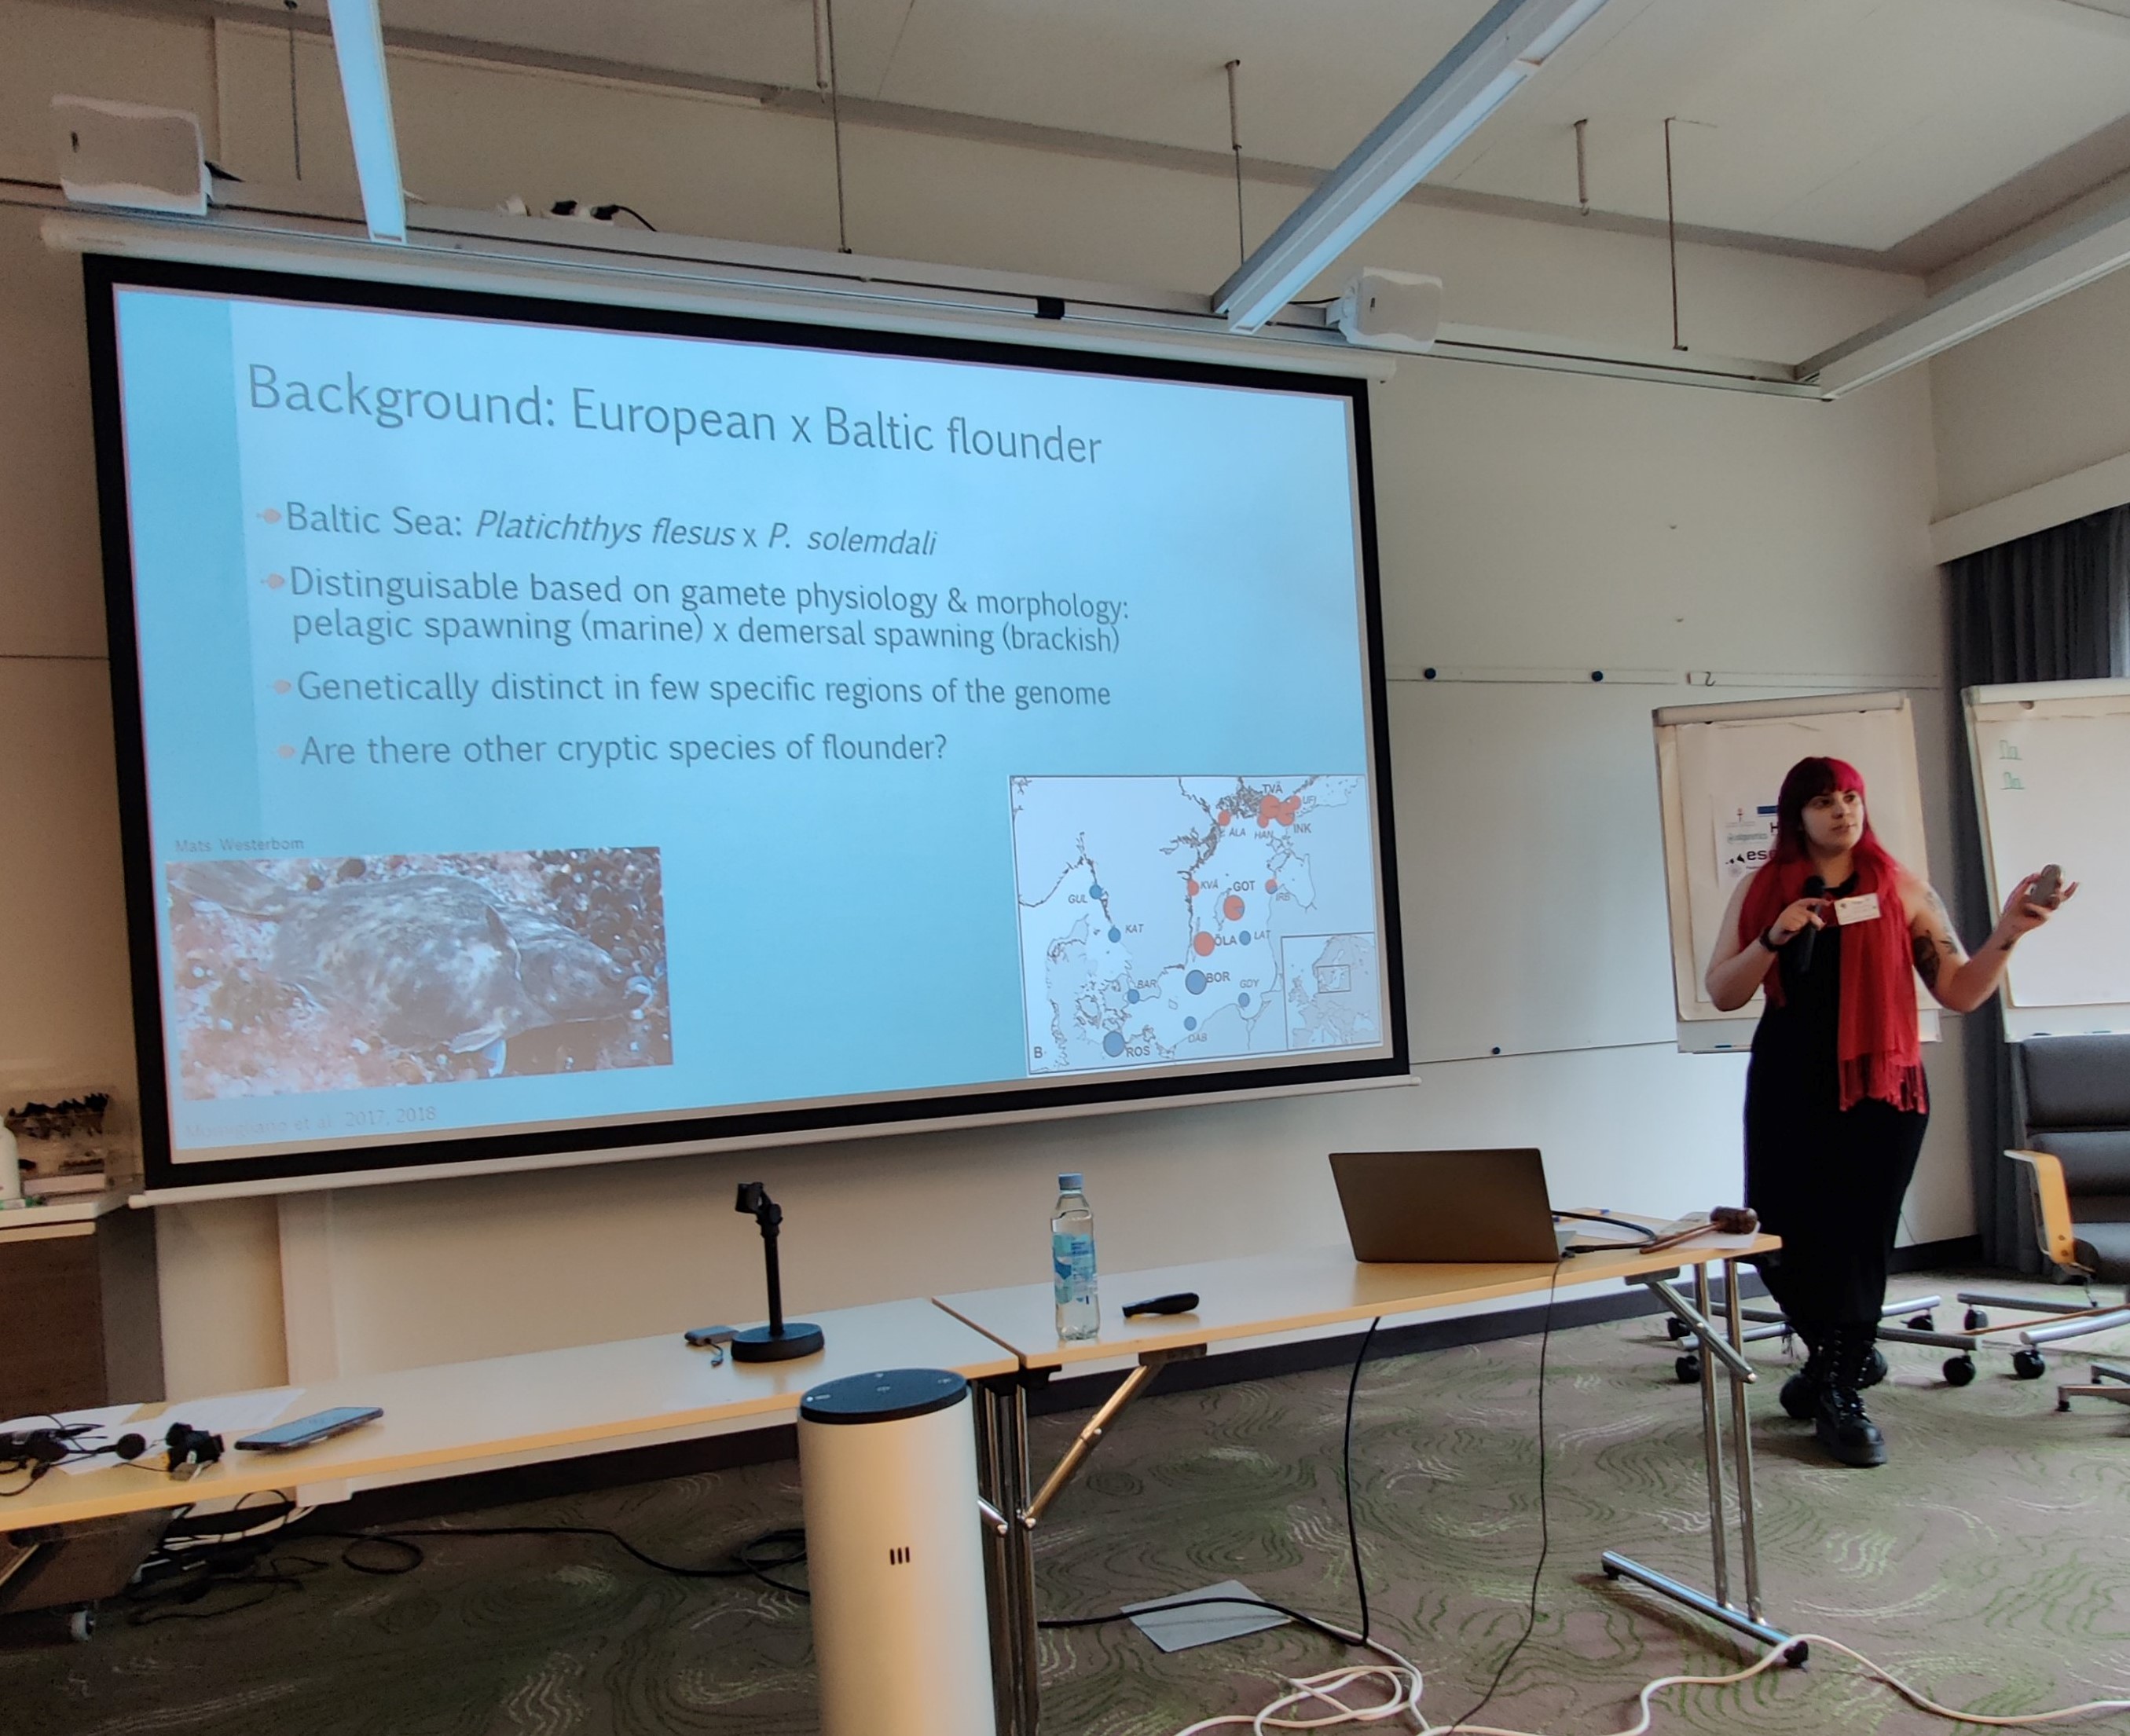 Background: European x Baltic flounder
Baltic Sea: Platichthys flesus x P. solemdali
Distinguisable based on gamete physiology & morphology:
pelagic spawning (marine) x demersal spawning (brackish)
Genetically distinct in few specific regions of the genome
Are there other cryptic species of flounder?
Mats Westerbom
Momigliano et al 2017, 2018
TVÄ
UFJ
ALA
HAN
INK
KVÄ
GOT
IRB
GUL
KAT
ÖLA
LAT
BOR
BAR
GDY
DAB
B
ROS